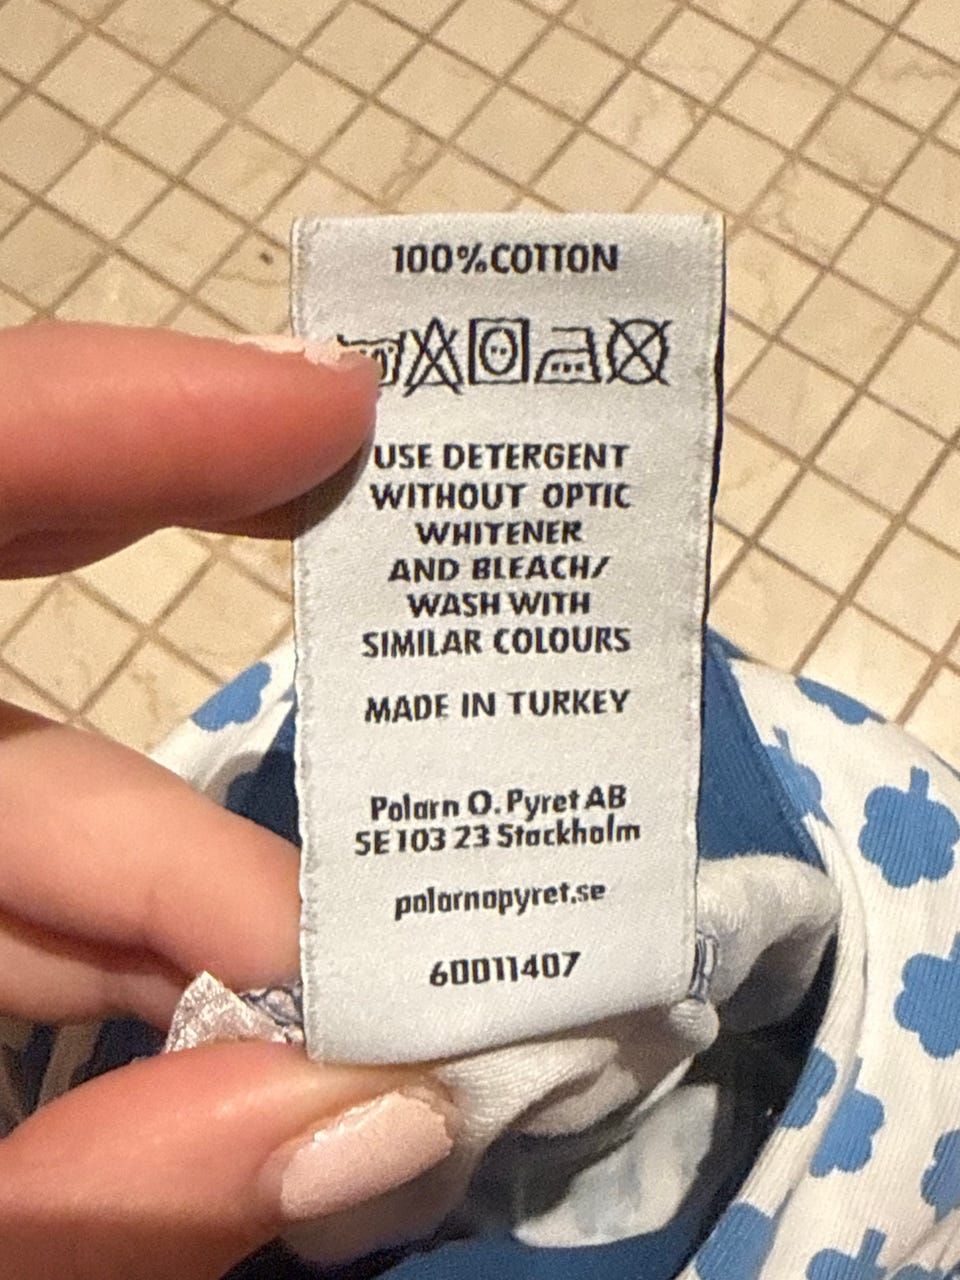 100%COTTON
USE DETERGENT
WITHOUT OPTIC
WHITENER
AND BLEACH/
WASH WITH
SIMILAR COLOURS
MADE IN TURKEY
Polarn O. Pyret AB
SE 103 23 Stockholm
polarnopyret.se
60011407